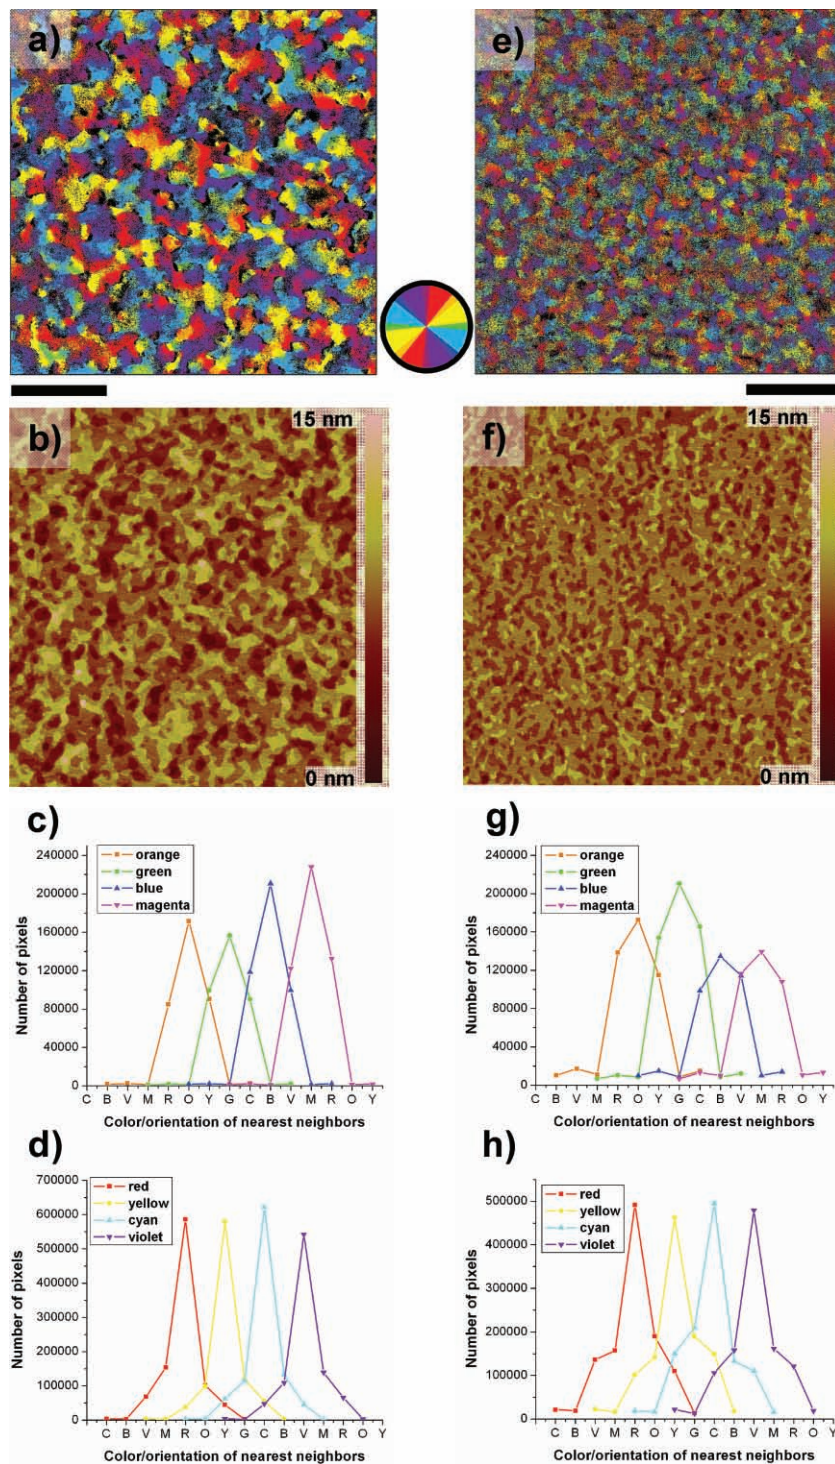 a)
e)
b)
15 nm
0 nm
f)
15 nm
0 nm
c)
240000
200000
160000
120000
80000
40000
0
Number of pixels
orange
green
blue
magenta
C B V M R O Y G C B V M R O Y
Color/orientation of nearest neighbors
g)
240000
200000
160000
120000
80000
40000
0
Number of pixels
orange
green
blue
magenta
C B V M R O Y G C B V M R O Y
Color/orientation of nearest neighbors
d)
700000
600000
500000
400000
300000
200000
100000
0
Number of pixels
red
yellow
cyan
violet
C B V M R O Y G C B V M R O Y
Color/orientation of nearest neighbors
h)
500000
400000
300000
200000
100000
0
Number of pixels
red
yellow
cyan
violet
C B V M R O Y G C B V M R O Y
Color/orientation of nearest neighbors